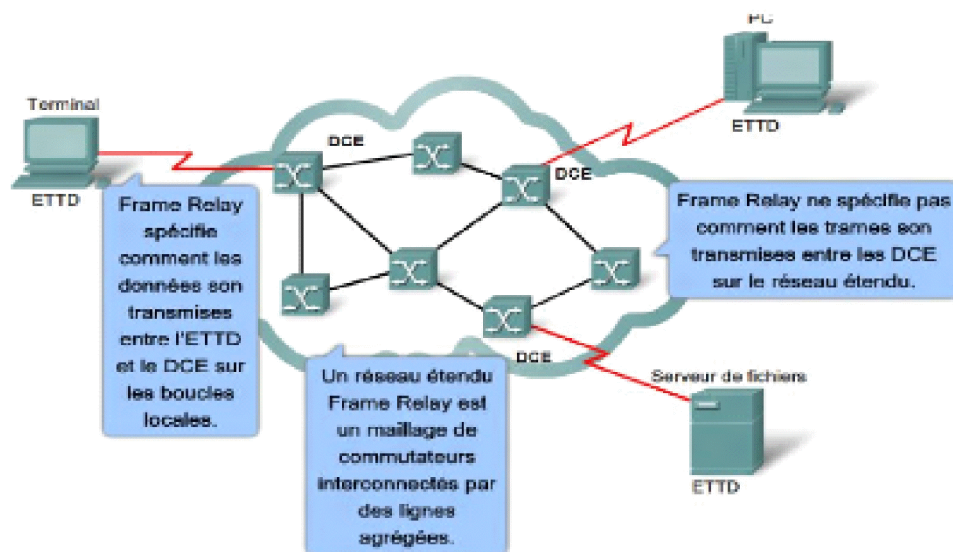 PC
ETTD
Terminal
ETTD
DCE
DCE
DCE
Frame Relay
spécifie
comment les
données son
transmises
entre l'ETTD
et le DCE sur
les boucles
locales.
Frame Relay ne spécifie pas
comment les trames son
transmises entre les DCE
sur le réseau étendu.
Un réseau étendu
Frame Relay est
un maillage de
commutateurs
interconnectés par
des lignes
agrégées.
Serveur de fichiers
ETTD